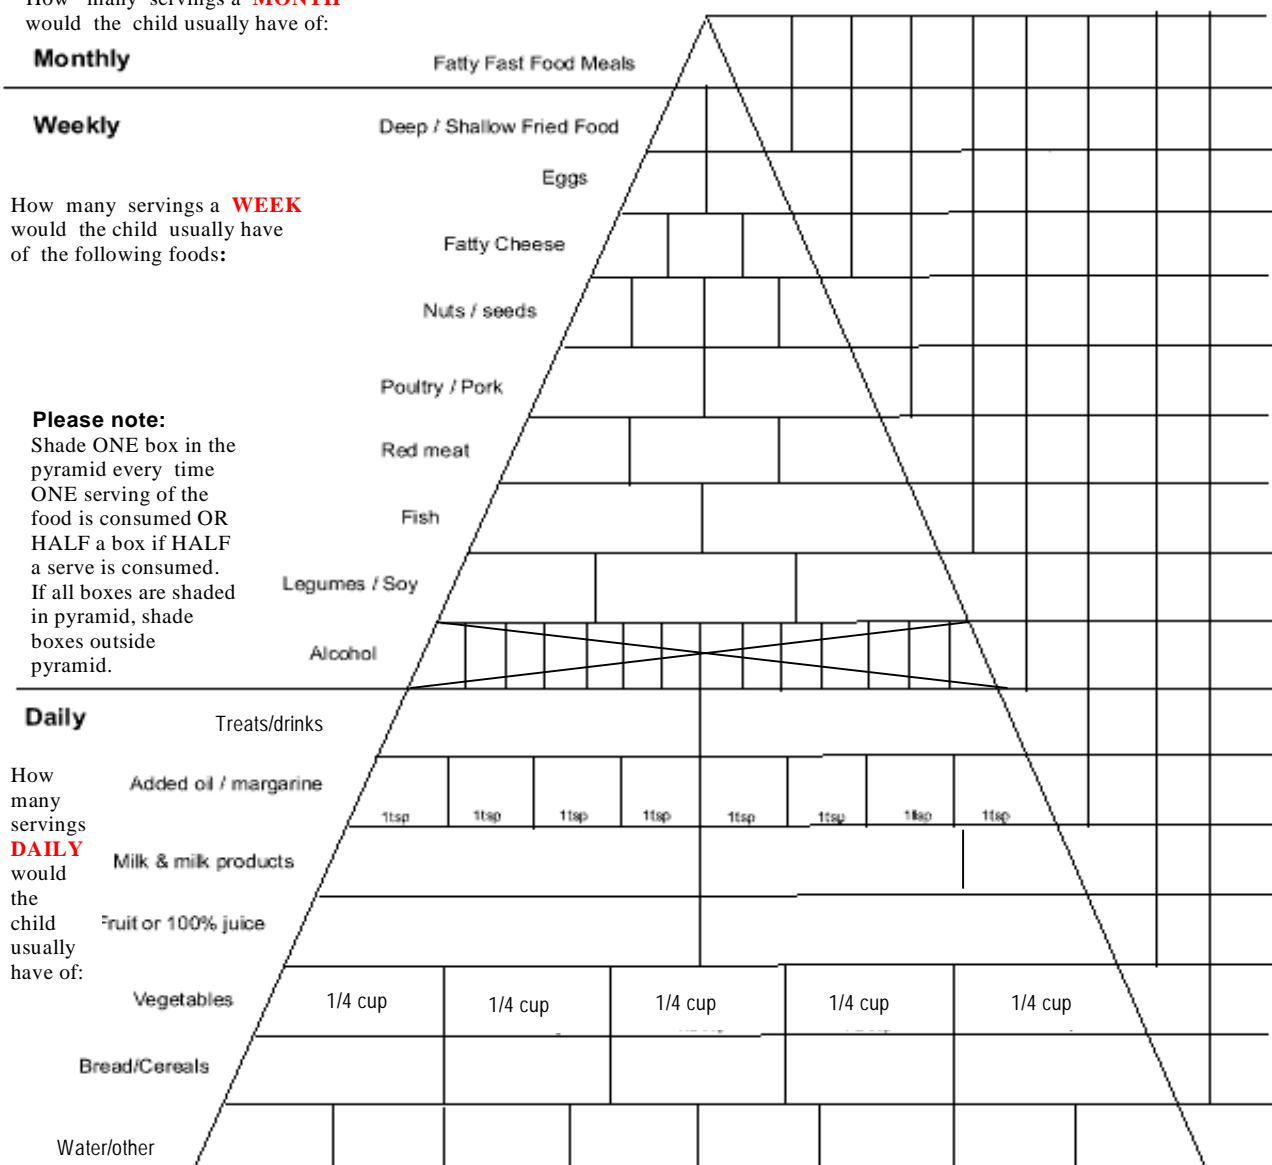 How many servings a MONTH
would the child usually have of:
Monthly
Fatty Fast Food Meals
Weekly
Deep / Shallow Fried Food
Eggs
How many servings a WEEK
would the child usually have
of the following foods:
Fatty Cheese
Nuts / seeds
Poultry / Pork
Please note:
Shade ONE box in the
pyramid every time
ONE serving of the
food is consumed OR
HALF a box if HALF
a serve is consumed.
If all boxes are shaded
in pyramid, shade
boxes outside
pyramid.
Red meat
Fish
Legumes / Soy
Alcohol
Daily
Treats/drinks
How
many
servings
DAILY
would
the
child
usually
have of:
Added oil / margarine
1tsp 1tsp 1tsp 1tsp 1tsp 1tsp 1tsp 1tsp
Milk & milk products
Fruit or 100% juice
Vegetables
1/4 cup 1/4 cup 1/4 cup 1/4 cup 1/4 cup
Bread/Cereals
Water/other